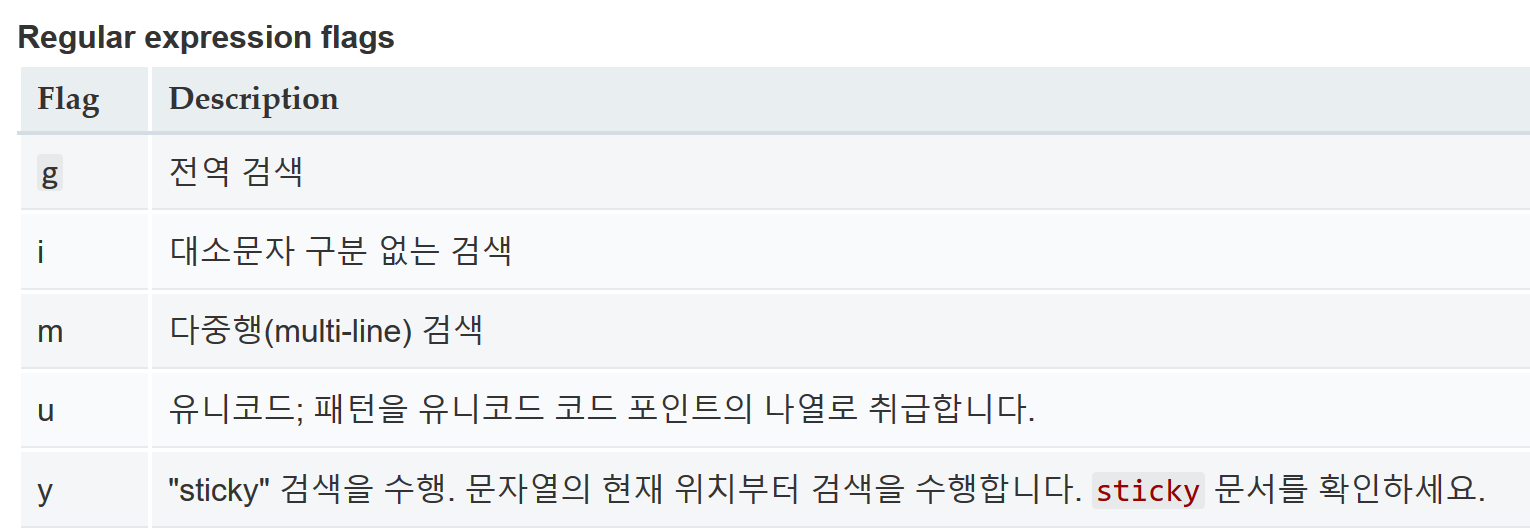 Regular expression flags
Flag Description
g 전역 검색
i 대소문자 구분 없는 검색
m 다중행(multi-line) 검색
u 유니코드; 패턴을 유니코드 코드 포인트의 나열로 취급합니다.
y "sticky" 검색을 수행. 문자열의 현재 위치부터 검색을 수행합니다. sticky 문서를 확인하세요.